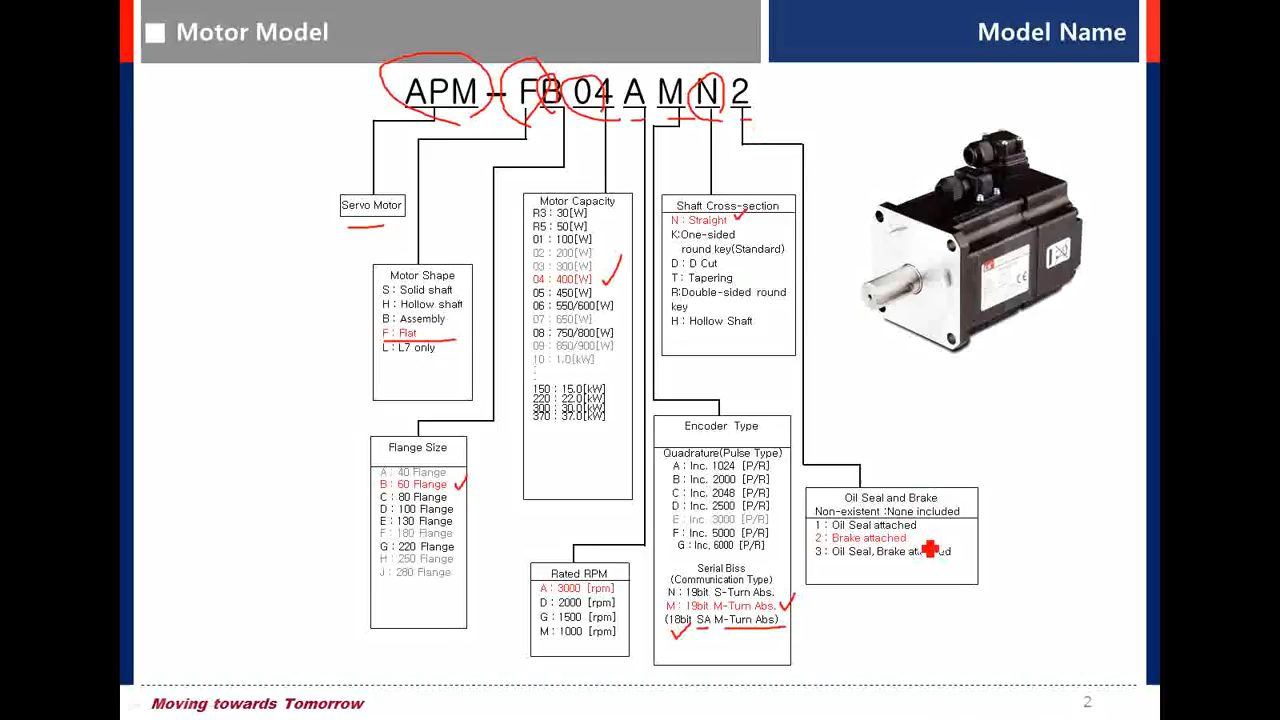 Motor Model
Model Name
APM-FB04AMN2
Servo Motor
Motor Shape
S : Solid shaft
H : Hollow shaft
B : Assembly
F : Flat
L : L7 only
Flange Size
A : 40 Flange
B : 60 Flange
C : 80 Flange
D : 100 Flange
E : 130 Flange
F : 180 Flange
G : 220 Flange
H : 250 Flange
J : 280 Flange
Motor Capacity
R3 : 30[W]
R5 : 50[W]
01 : 100[W]
02 : 200[W]
03 : 300[W]
04 : 400[W]
05 : 450[W]
06 : 550/600[W]
07 : 650[W]
08 : 750/800[W]
09 : 850/900[W]
10 : 1.0[kW]
:
:
150 : 15.0[kW]
220 : 22.0[kW]
300 : 30.0[kW]
370 : 37.0[kW]
Rated RPM
A : 3000 [rpm]
D : 2000 [rpm]
G : 1500 [rpm]
M : 1000 [rpm]
Shaft Cross-section
N : Straight
K:One-sided
round key(Standard)
D : D Cut
T : Tapering
R:Double-sided round
key
H : Hollow Shaft
Encoder Type
Quadrature(Pulse Type)
A : Inc. 1024 [P/R]
B : Inc. 2000 [P/R]
C : Inc. 2048 [P/R]
D : Inc. 2500 [P/R]
E : Inc. 3000 [P/R]
F : Inc. 5000 [P/R]
G : Inc. 6000 [P/R]
Serial Biss
(Communication Type)
N : 19bit S-Turn Abs.
M : 19bit M-Turn Abs.
(18bit SA M-Turn Abs)
Oil Seal and Brake
Non-existent :None included
1 : Oil Seal attached
2 : Brake attached
3 : Oil Seal, Brake
Moving towards Tomorrow
2